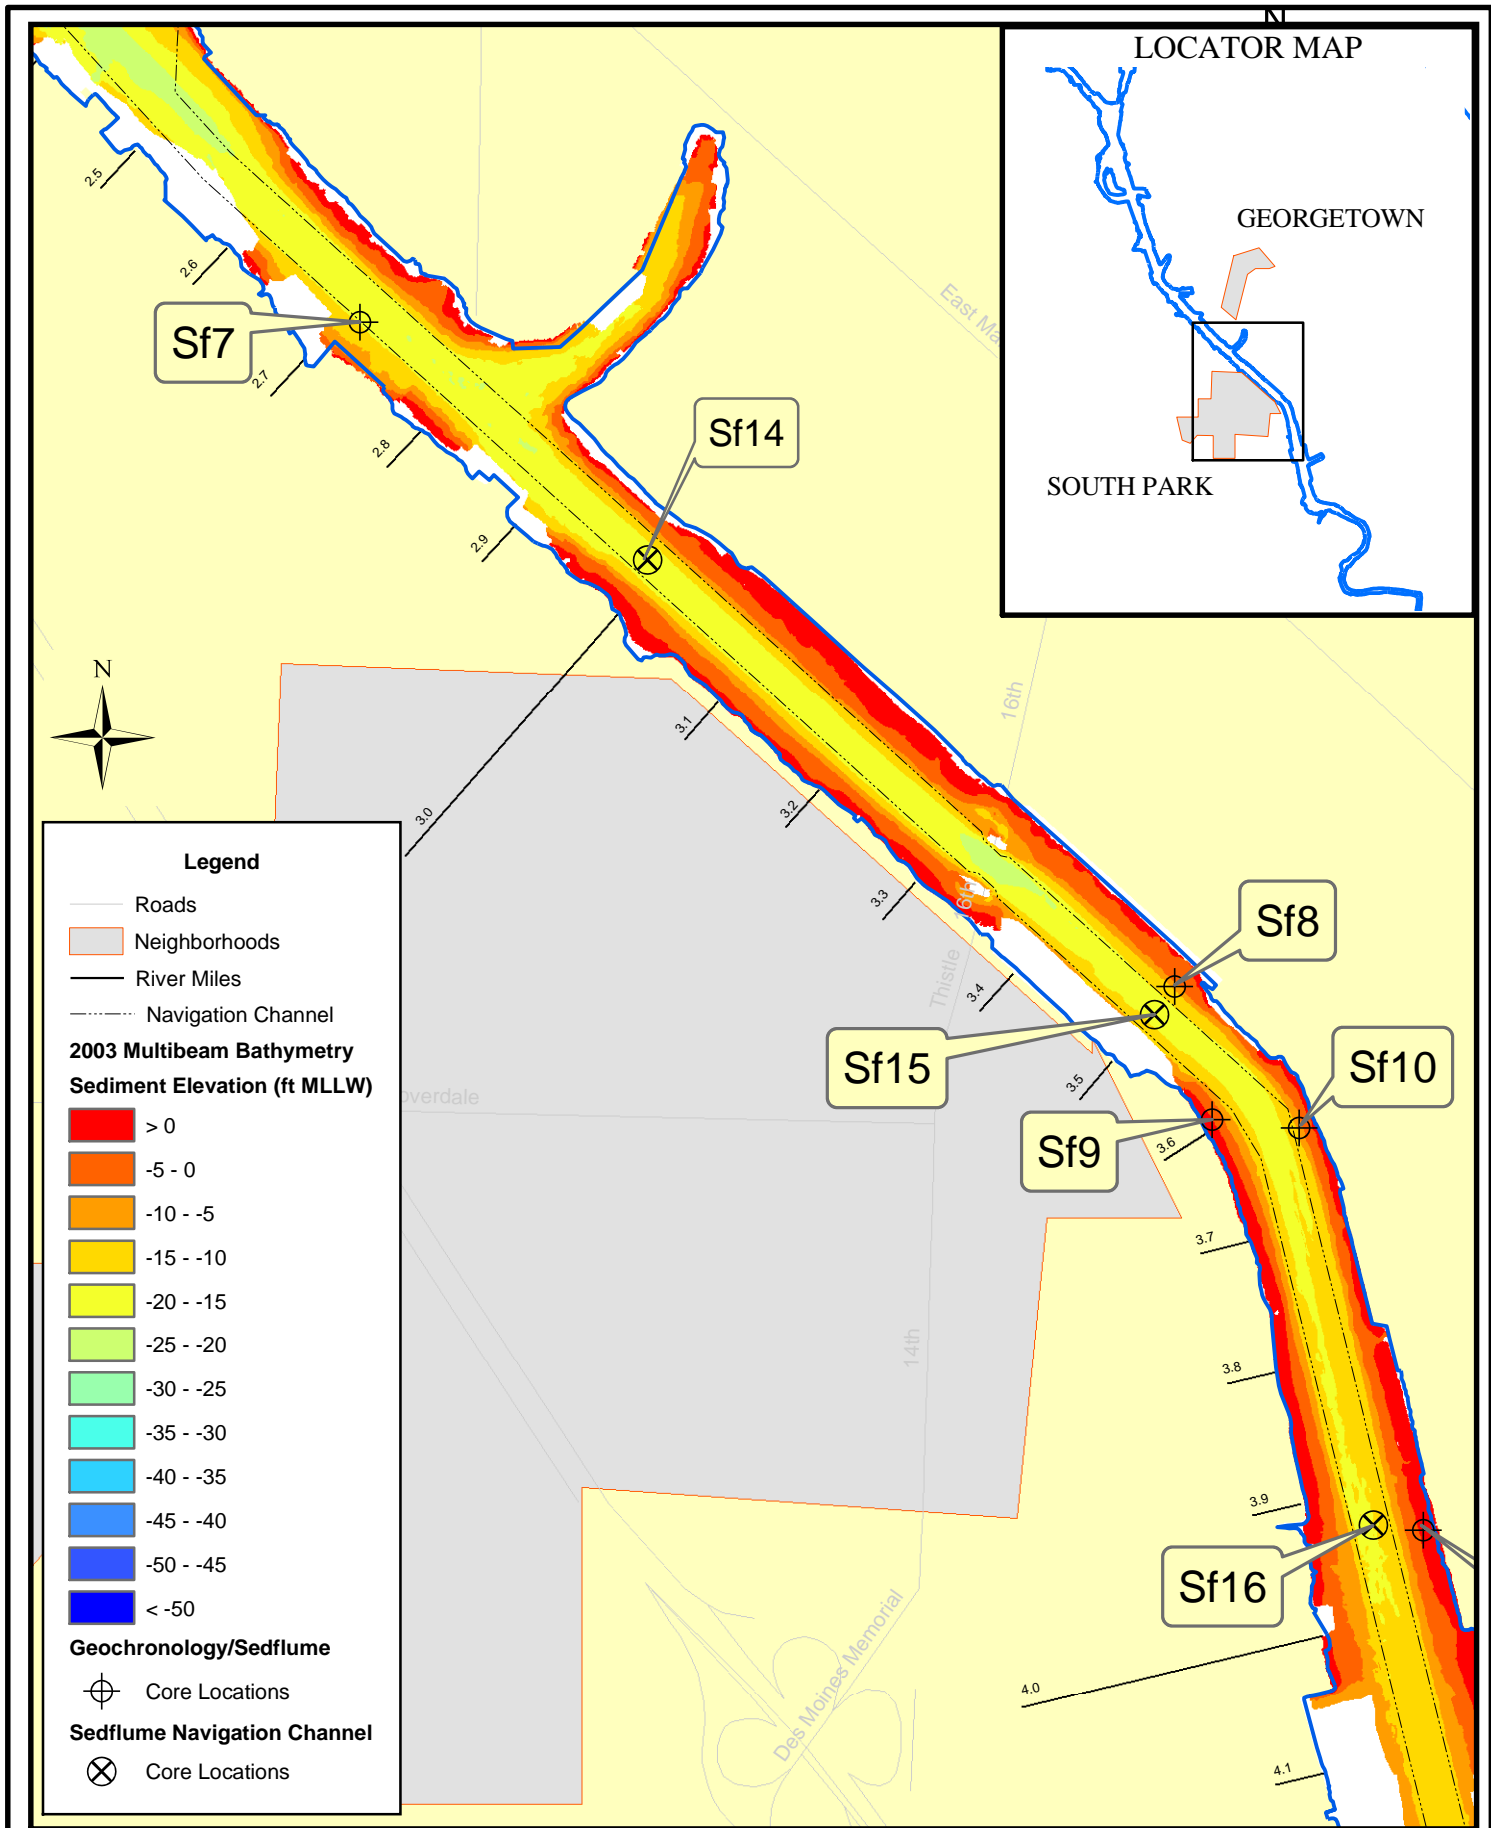 N
LOCATOR MAP
GEORGETOWN
SOUTH PARK
2.5
2.6
Sf7
2.7
East Ma
2.8
Sf14
2.9
N
16th
3.1
3.0
3.2
3.3
16th
Sf8
Thistle
3.4
Sf15
3.5
Sf10
overdale
Sf9
3.6
3.7
14th
3.8
3.9
Sf16
Des Moines Memorial
4.0
4.1
Legend
Roads
Neighborhoods
River Miles
Navigation Channel
2003 Multibeam Bathymetry
Sediment Elevation (ft MLLW)
> 0
-5 - 0
-10 - -5
-15 - -10
-20 - -15
-25 - -20
-30 - -25
-35 - -30
-40 - -35
-45 - -40
-50 - -45
< -50
Geochronology/Sedflume
Core Locations
Sedflume Navigation Channel
Core Locations